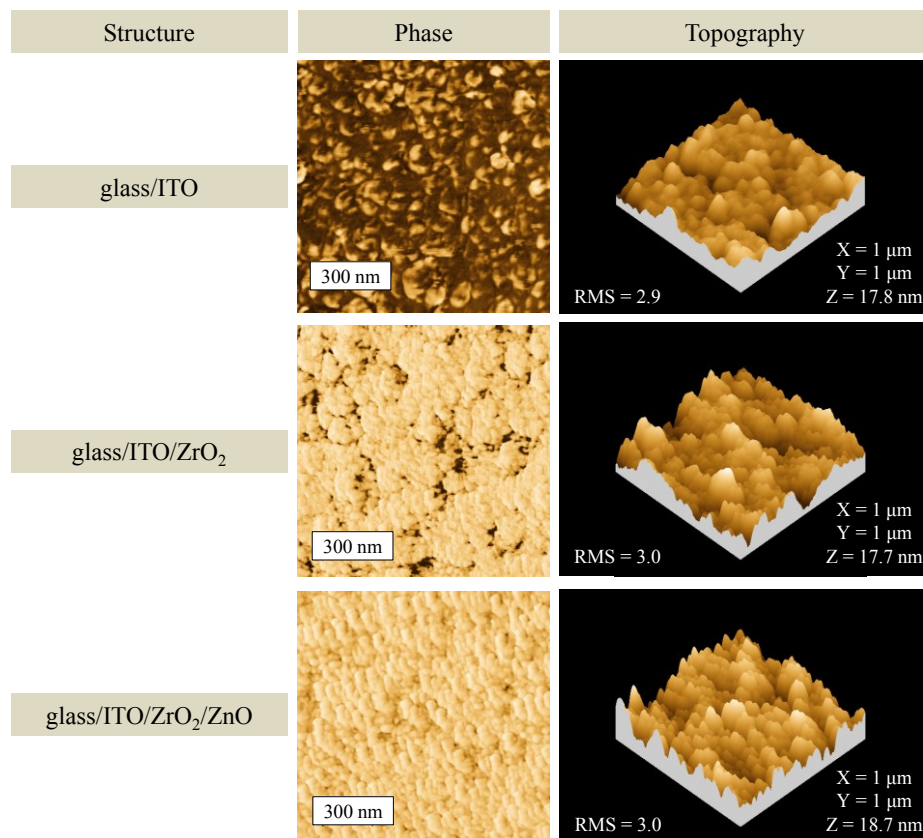 Structure
Phase
Topography
glass/ITO
300 nm
RMS = 2.9
X = 1 μm
Y = 1 μm
Z = 17.8 nm
glass/ITO/ZrO₂
300 nm
RMS = 3.0
X = 1 μm
Y = 1 μm
Z = 17.7 nm
glass/ITO/ZrO₂/ZnO
300 nm
RMS = 3.0
X = 1 μm
Y = 1 μm
Z = 18.7 nm